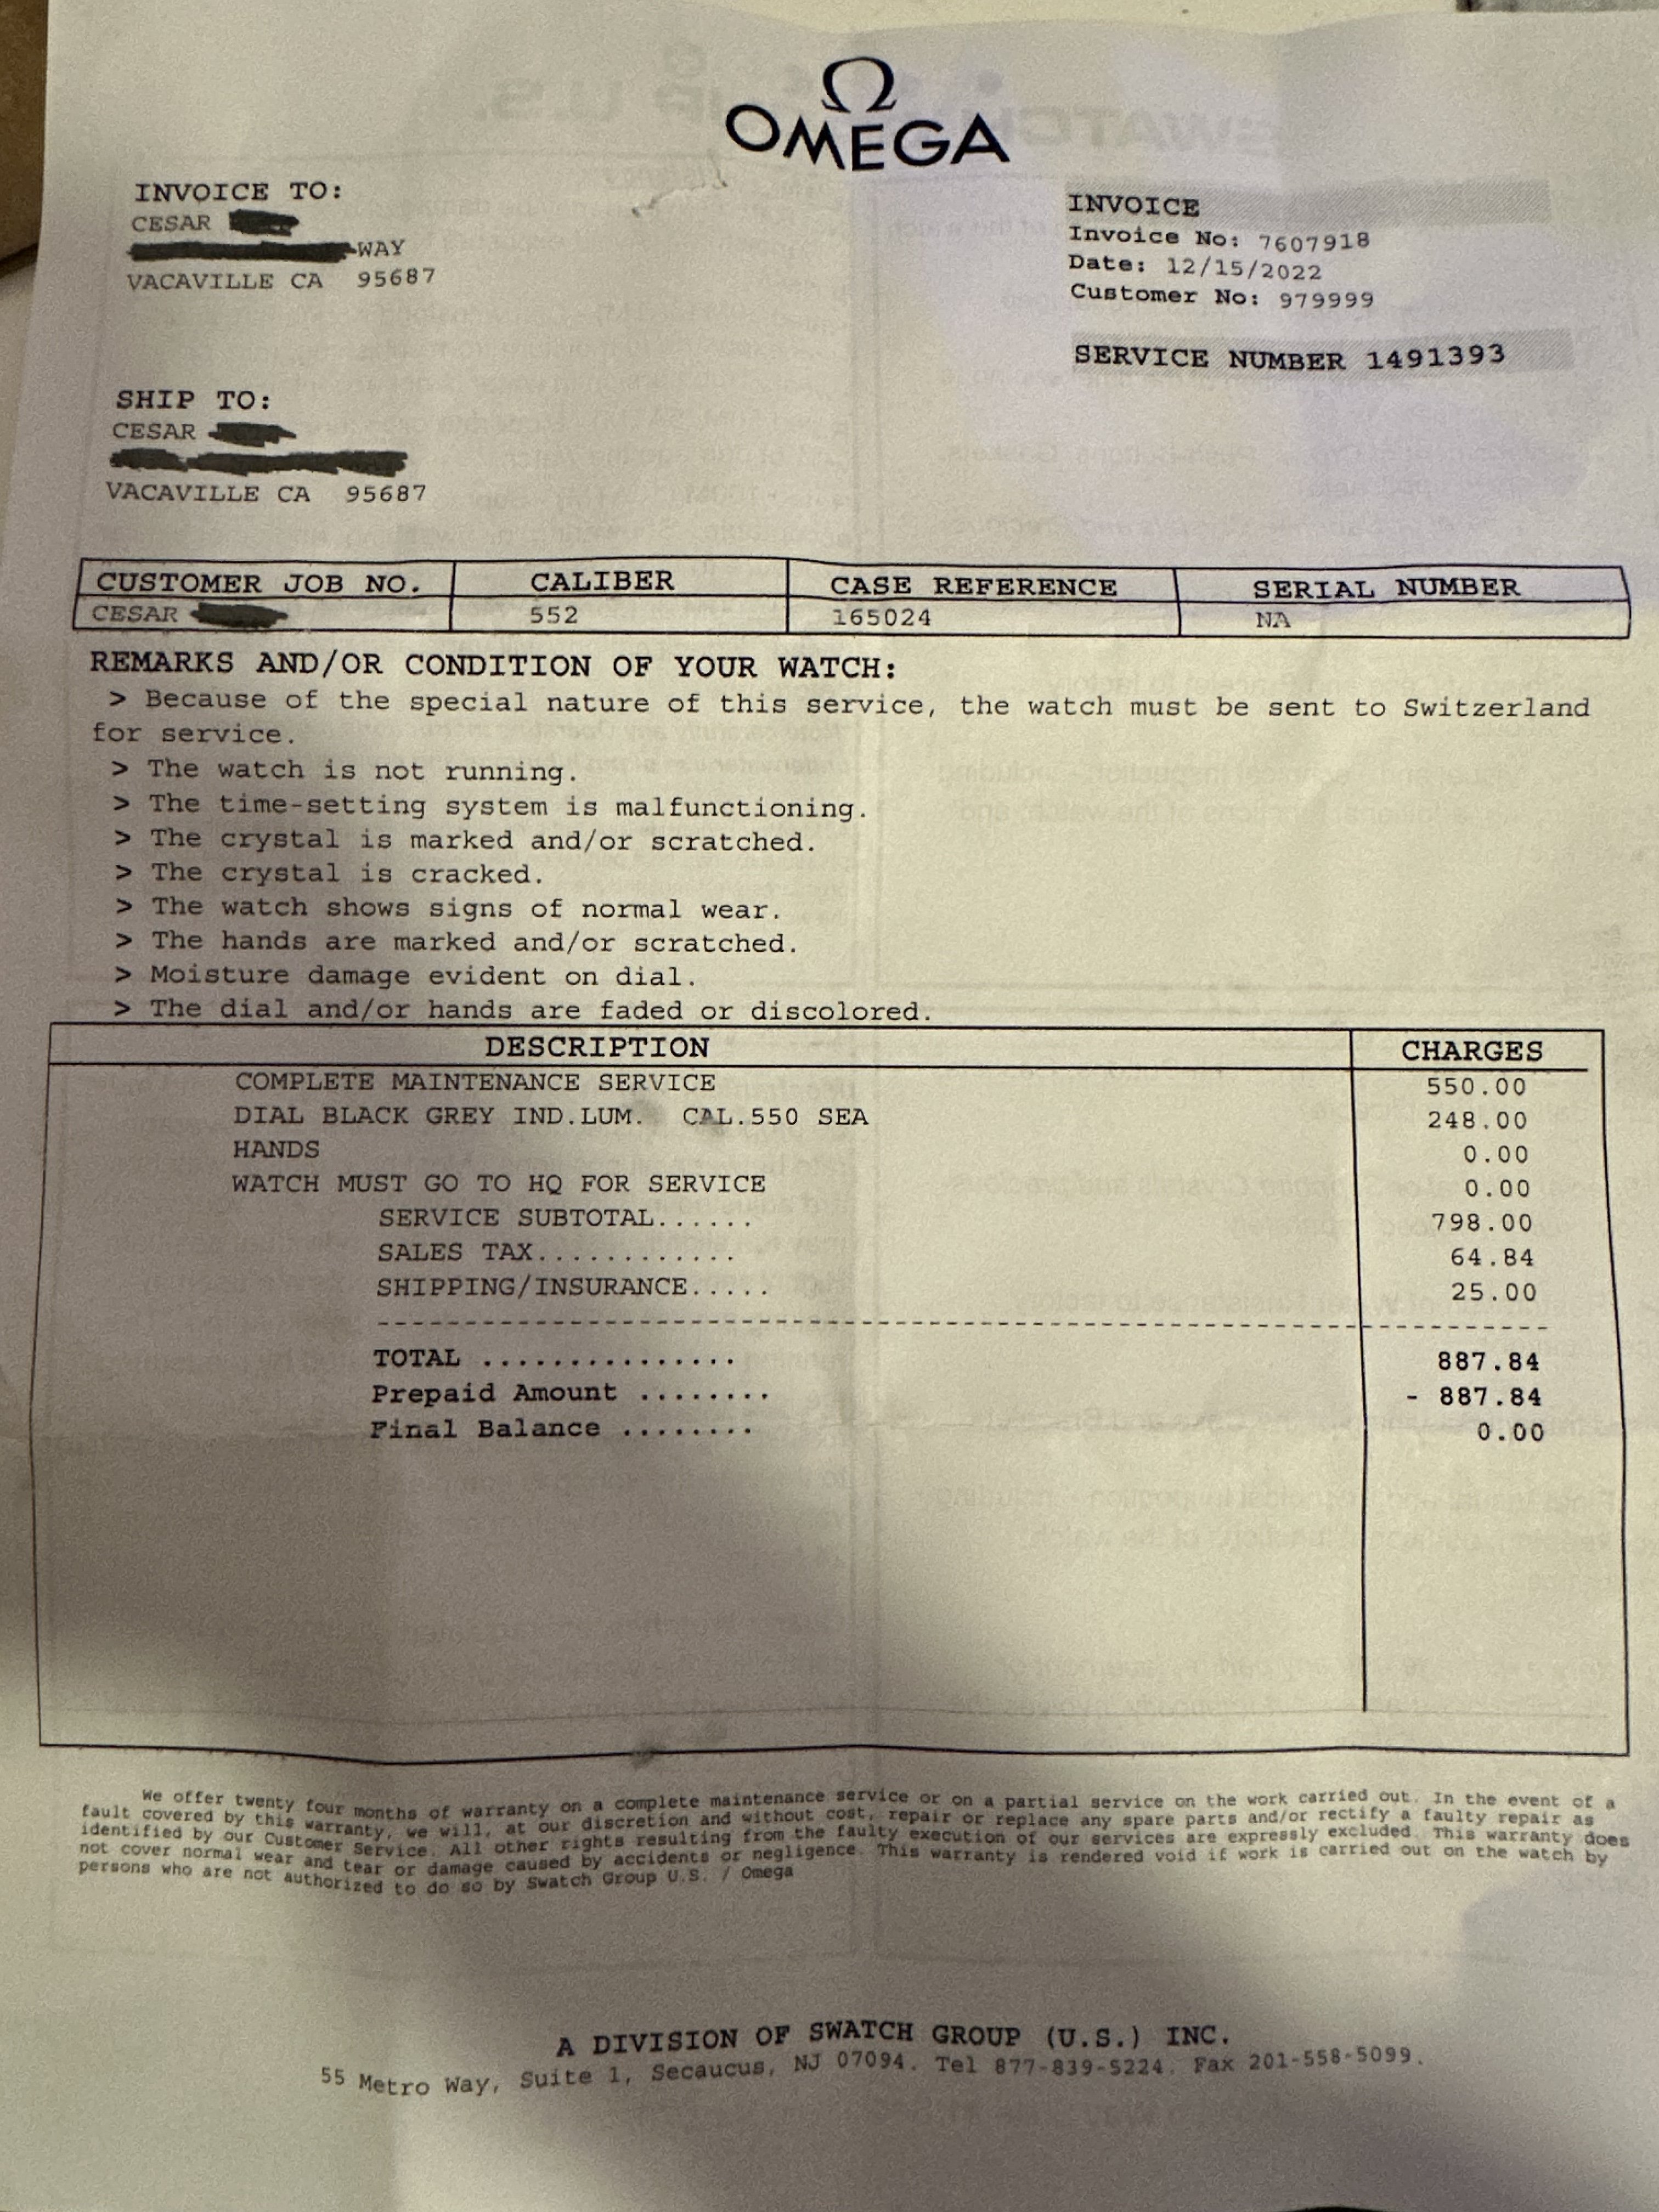 Ω
OMEGA
INVOICE TO:
CESAR
WAY
VACAVILLE CA 95687
INVOICE
Invoice No: 7607918
Date: 12/15/2022
Customer No: 979999
SERVICE NUMBER 1491393
SHIP TO:
CESAR
VACAVILLE CA 95687
CUSTOMER JOB NO. CALIBER CASE REFERENCE SERIAL NUMBER
CESAR 552 165024 NA
REMARKS AND/OR CONDITION OF YOUR WATCH:
> Because of the special nature of this service, the watch must be sent to Switzerland
for service.
> The watch is not running.
> The time-setting system is malfunctioning.
> The crystal is marked and/or scratched.
> The crystal is cracked.
> The watch shows signs of normal wear.
> The hands are marked and/or scratched.
> Moisture damage evident on dial.
> The dial and/or hands are faded or discolored.
DESCRIPTION CHARGES
COMPLETE MAINTENANCE SERVICE 550.00
DIAL BLACK GREY IND.LUM. CAL.550 SEA 248.00
HANDS 0.00
WATCH MUST GO TO HQ FOR SERVICE 0.00
SERVICE SUBTOTAL...... 798.00
SALES TAX............ 64.84
SHIPPING/INSURANCE..... 25.00
TOTAL ............... 887.84
Prepaid Amount ........ - 887.84
Final Balance ........ 0.00
We offer twenty four months of warranty on a complete maintenance service or on a partial service on the work carried out. In the event of a
fault covered by this warranty, we will, at our discretion and without cost, repair or replace any spare parts and/or rectify a faulty repair as
identified by our Customer Service. All other rights resulting from the faulty execution of our services are expressly excluded. This warranty does
not cover normal wear and tear or damage caused by accidents or negligence. This warranty is rendered void if work is carried out on the watch by
persons who are not authorized to do so by Swatch Group U.S. / Omega
A DIVISION OF SWATCH GROUP (U.S.) INC.
55 Metro Way, Suite 1, Secaucus, NJ 07094. Tel 877-839-5224. Fax 201-558-5099.